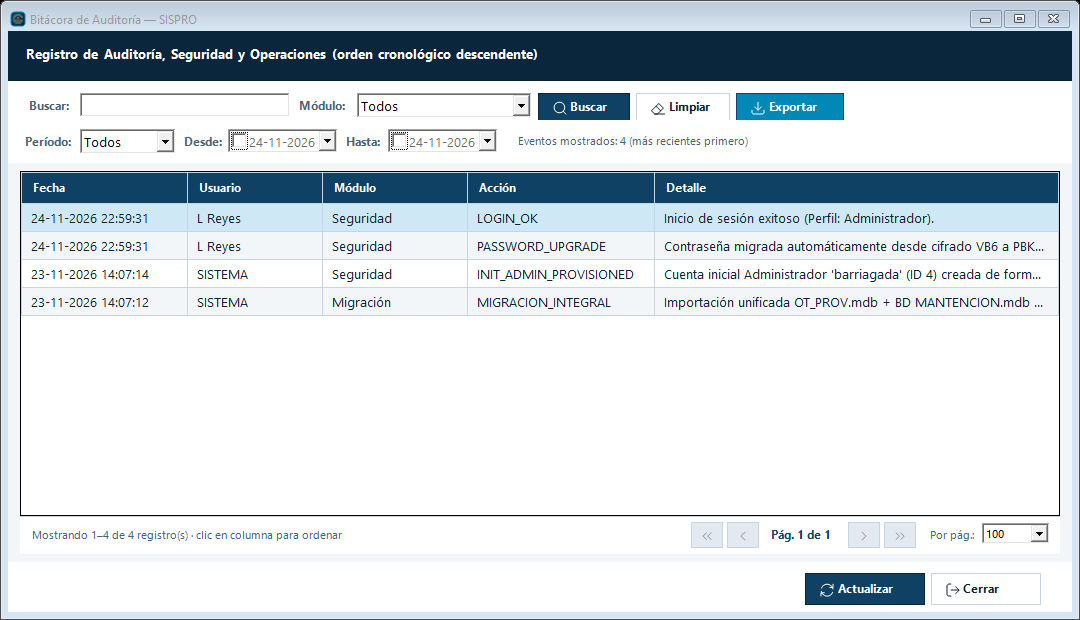 Bitácora de Auditoría — SISPRO
Registro de Auditoría, Seguridad y Operaciones (orden cronológico descendente)
Buscar: Módulo: Todos Buscar Limpiar Exportar
Período: Todos Desde: 24-11-2026 Hasta: 24-11-2026 Eventos mostrados: 4 (más recientes primero)
Fecha Usuario Módulo Acción Detalle
24-11-2026 22:59:31 L Reyes Seguridad LOGIN_OK Inicio de sesión exitoso (Perfil: Administrador).
24-11-2026 22:59:31 L Reyes Seguridad PASSWORD_UPGRADE Contraseña migrada automáticamente desde cifrado VB6 a PBK...
23-11-2026 14:07:14 SISTEMA Seguridad INIT_ADMIN_PROVISIONED Cuenta inicial Administrador 'barriagada' (ID 4) creada de form...
23-11-2026 14:07:12 SISTEMA Migración MIGRACION_INTEGRAL Importación unificada OT_PROV.mdb + BD MANTENCION.mdb ...
Mostrando 1–4 de 4 registro(s) · clic en columna para ordenar « ‹ Pág. 1 de 1 › » Por pág.: 100
Actualizar Cerrar